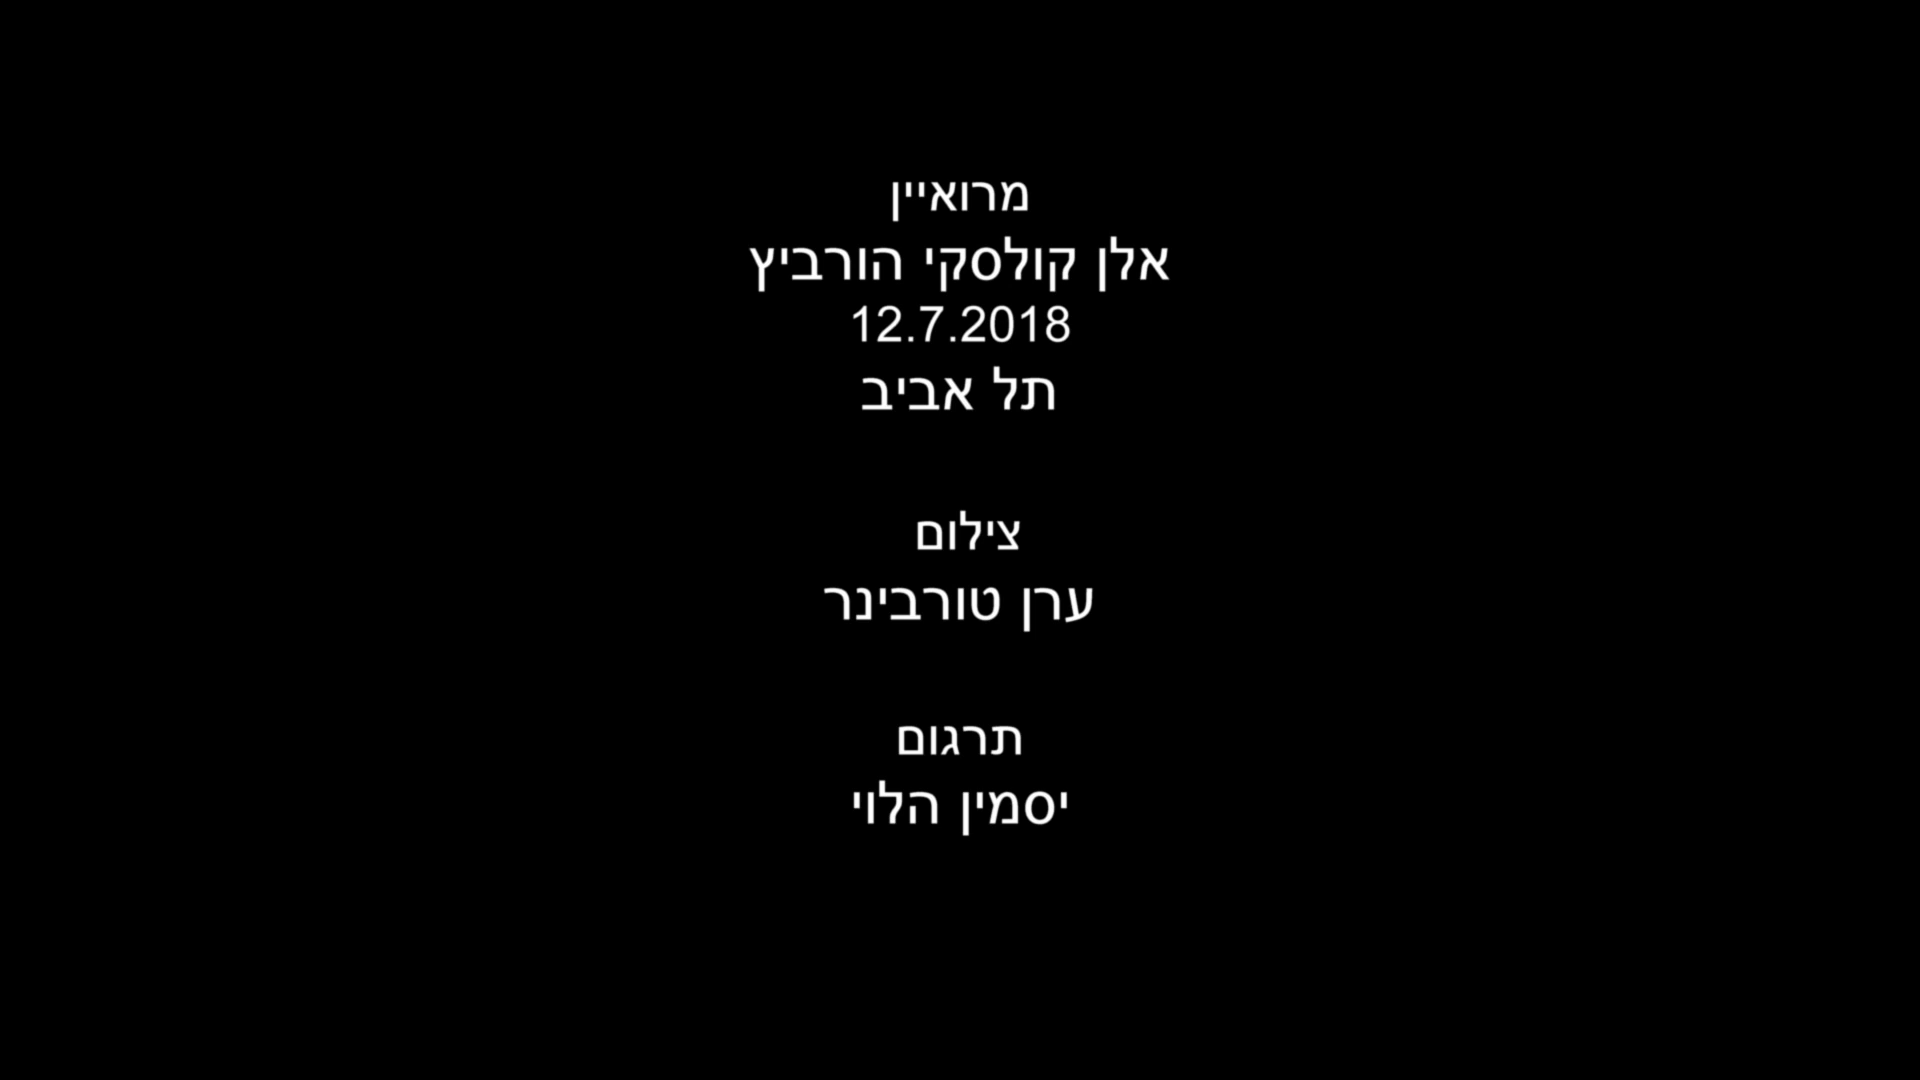 מרואיין
אלן קולסקי הורביץ
12.7.2018
תל אביב
צילום
ערן טורבינר
תרגום
יסמין הלוי